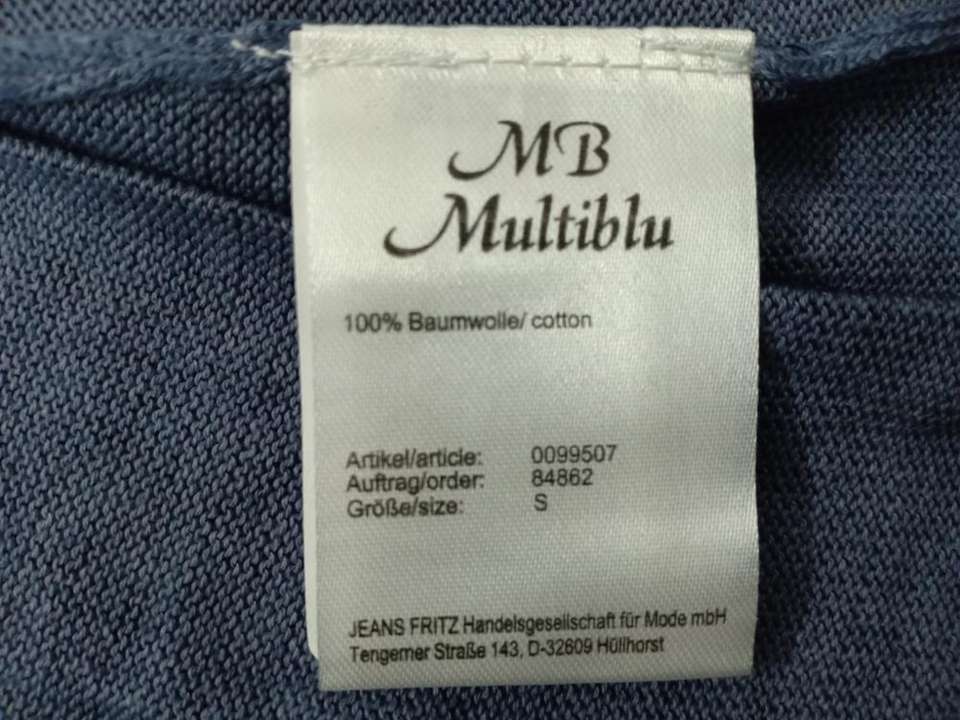 MB
Multiblu
100% Baumwolle/ cotton
Artikel/article: 0099507
Auftrag/order: 84862
Größe/size: S
JEANS FRITZ Handelsgesellschaft für Mode mbH
Tengerner Straße 143, D-32609 Hüllhorst